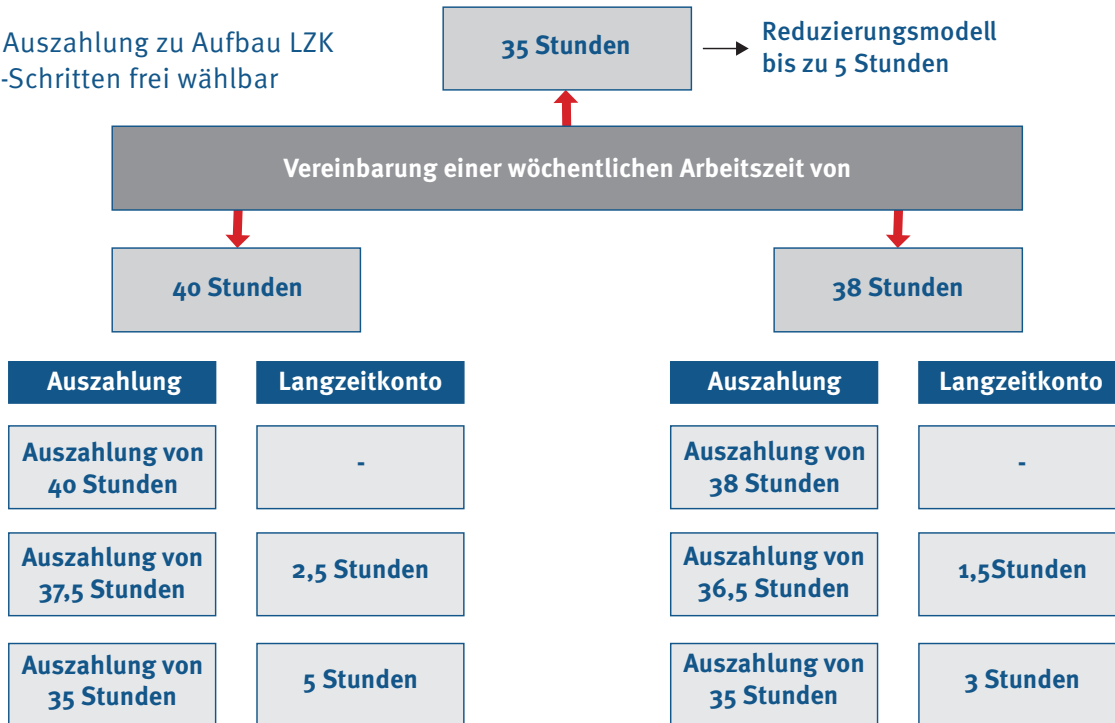 Auszahlung zu Aufbau LZK
-Schritten frei wählbar
35 Stunden
Reduzierungsmodell
bis zu 5 Stunden
Vereinbarung einer wöchentlichen Arbeitszeit von
40 Stunden
38 Stunden
Auszahlung
Langzeitkonto
Auszahlung
Langzeitkonto
Auszahlung von
40 Stunden
-
Auszahlung von
38 Stunden
-
Auszahlung von
37,5 Stunden
2,5 Stunden
Auszahlung von
36,5 Stunden
1,5Stunden
Auszahlung von
35 Stunden
5 Stunden
Auszahlung von
35 Stunden
3 Stunden